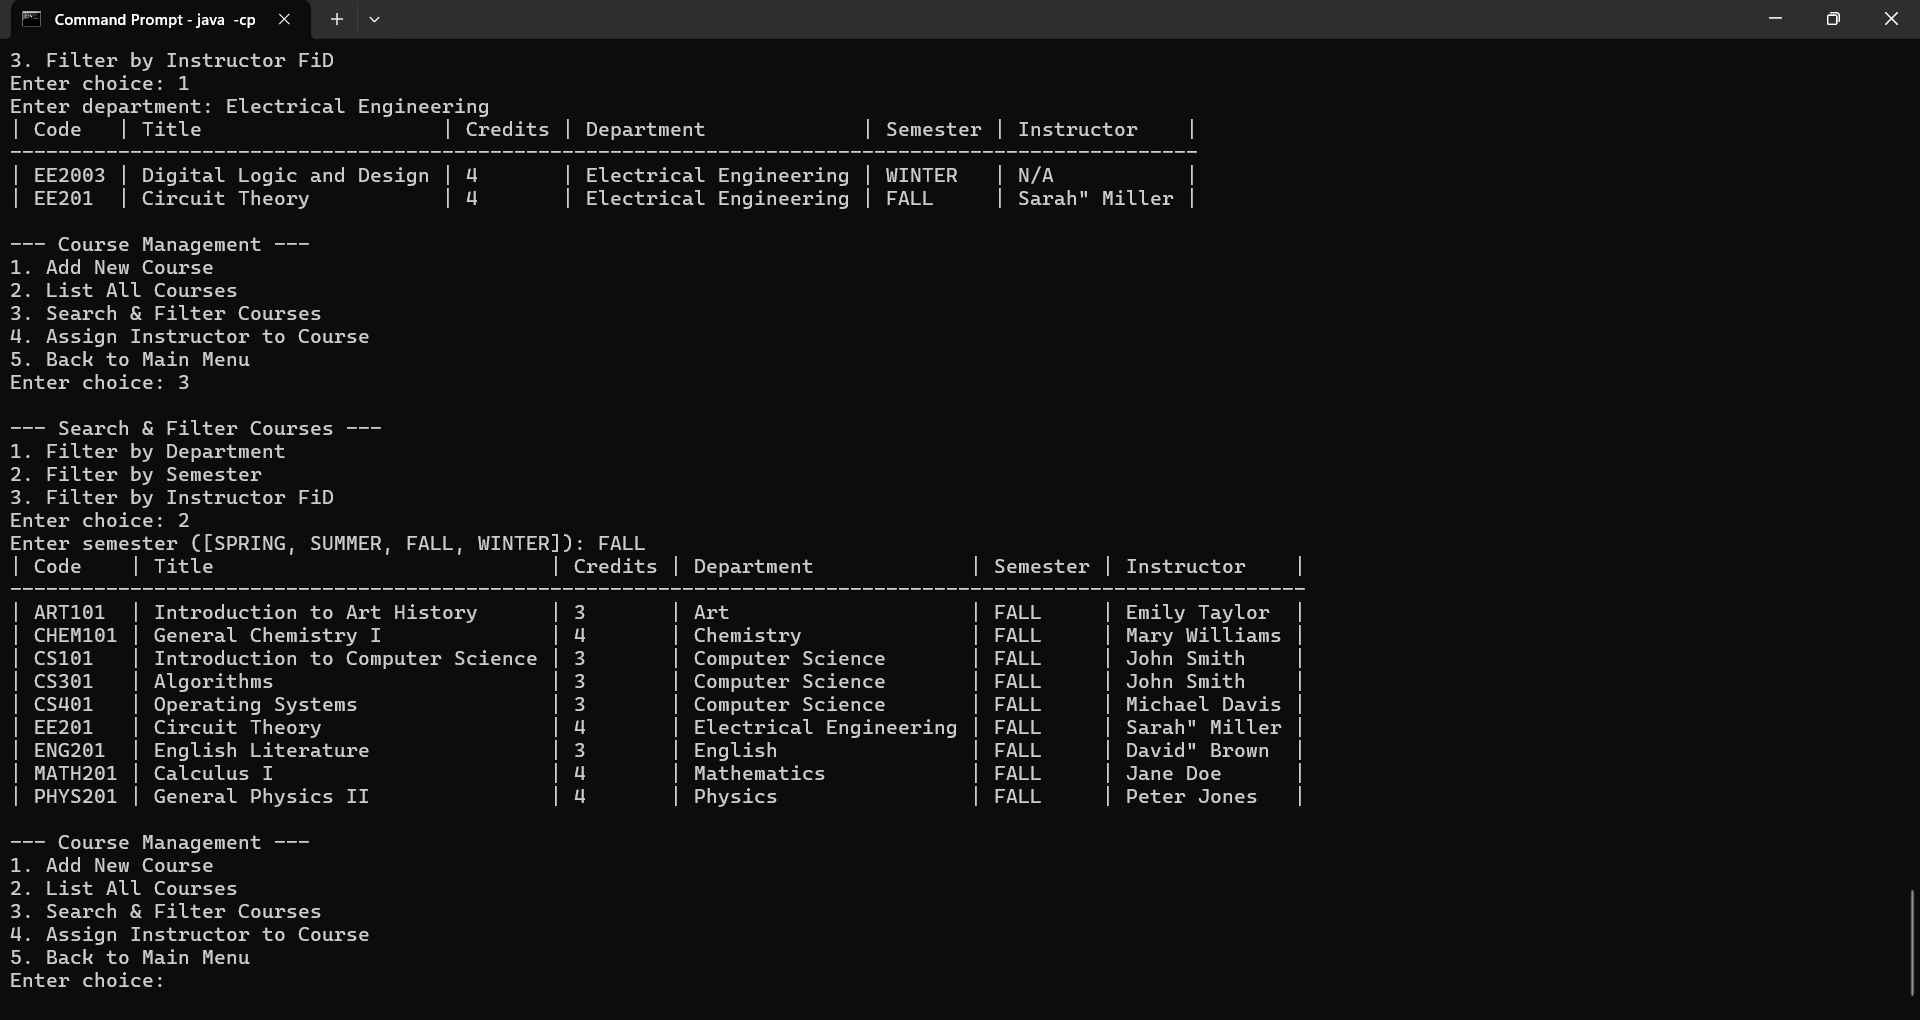 Command Prompt - java -cp
3. Filter by Instructor FiD
Enter choice: 1
Enter department: Electrical Engineering
| Code   | Title                    | Credits | Department             | Semester | Instructor    |
---------------------------------------------------------------------------------------------------
| EE2003 | Digital Logic and Design | 4       | Electrical Engineering | WINTER   | N/A           |
| EE201  | Circuit Theory           | 4       | Electrical Engineering | FALL     | Sarah" Miller |
--- Course Management ---
1. Add New Course
2. List All Courses
3. Search & Filter Courses
4. Assign Instructor to Course
5. Back to Main Menu
Enter choice: 3
--- Search & Filter Courses ---
1. Filter by Department
2. Filter by Semester
3. Filter by Instructor FiD
Enter choice: 2
Enter semester ([SPRING, SUMMER, FALL, WINTER]): FALL
| Code    | Title                            | Credits | Department             | Semester | Instructor    |
------------------------------------------------------------------------------------------------------------
| ART101  | Introduction to Art History      | 3       | Art                    | FALL     | Emily Taylor  |
| CHEM101 | General Chemistry I              | 4       | Chemistry              | FALL     | Mary Williams |
| CS101   | Introduction to Computer Science | 3       | Computer Science       | FALL     | John Smith    |
| CS301   | Algorithms                       | 3       | Computer Science       | FALL     | John Smith    |
| CS401   | Operating Systems                | 3       | Computer Science       | FALL     | Michael Davis |
| EE201   | Circuit Theory                   | 4       | Electrical Engineering | FALL     | Sarah" Miller |
| ENG201  | English Literature               | 3       | English                | FALL     | David" Brown  |
| MATH201 | Calculus I                       | 4       | Mathematics            | FALL     | Jane Doe      |
| PHYS201 | General Physics II               | 4       | Physics                | FALL     | Peter Jones   |
--- Course Management ---
1. Add New Course
2. List All Courses
3. Search & Filter Courses
4. Assign Instructor to Course
5. Back to Main Menu
Enter choice: